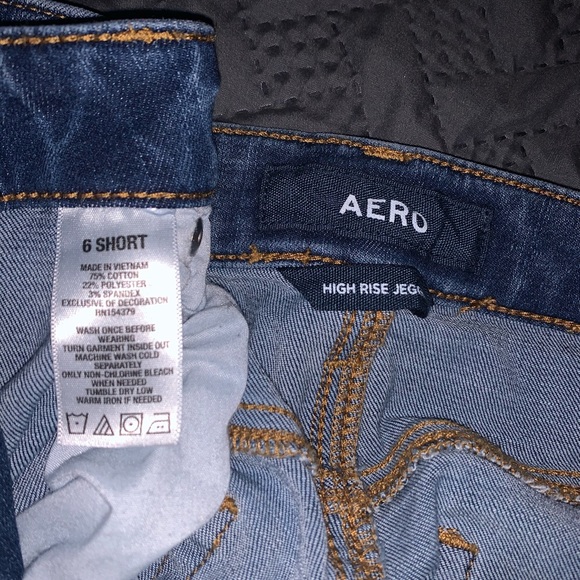 6 SHORT
MADE IN VIETNAM
75% COTTON
22% POLYESTER
3% SPANDEX
EXCLUSIVE OF DECORATION
RN154379
WASH ONCE BEFORE
WEARING
TURN GARMENT INSIDE OUT
MACHINE WASH COLD
SEPARATELY
ONLY NON-CHLORINE BLEACH
WHEN NEEDED
TUMBLE DRY LOW
WARM IRON IF NEEDED
AERO
HIGH RISE JEG